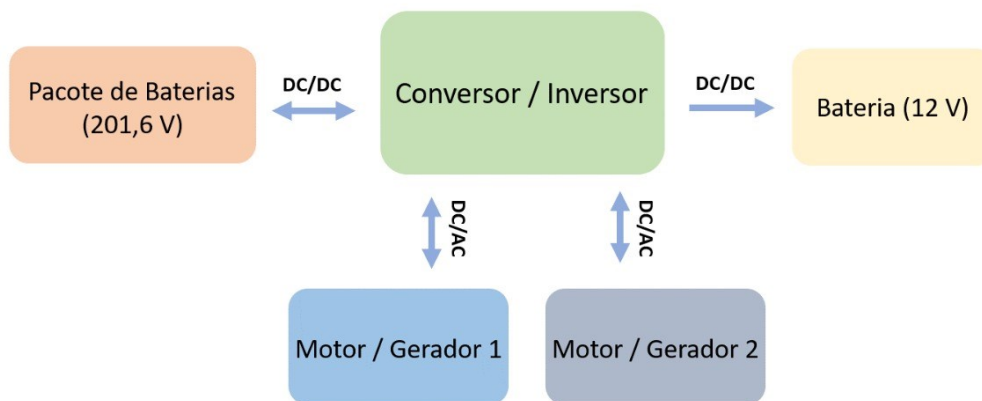 Pacote de Baterias
(201,6 V)
DC/DC
Conversor / Inversor
DC/DC
Bateria (12 V)
DC/AC
DC/AC
Motor / Gerador 1
Motor / Gerador 2